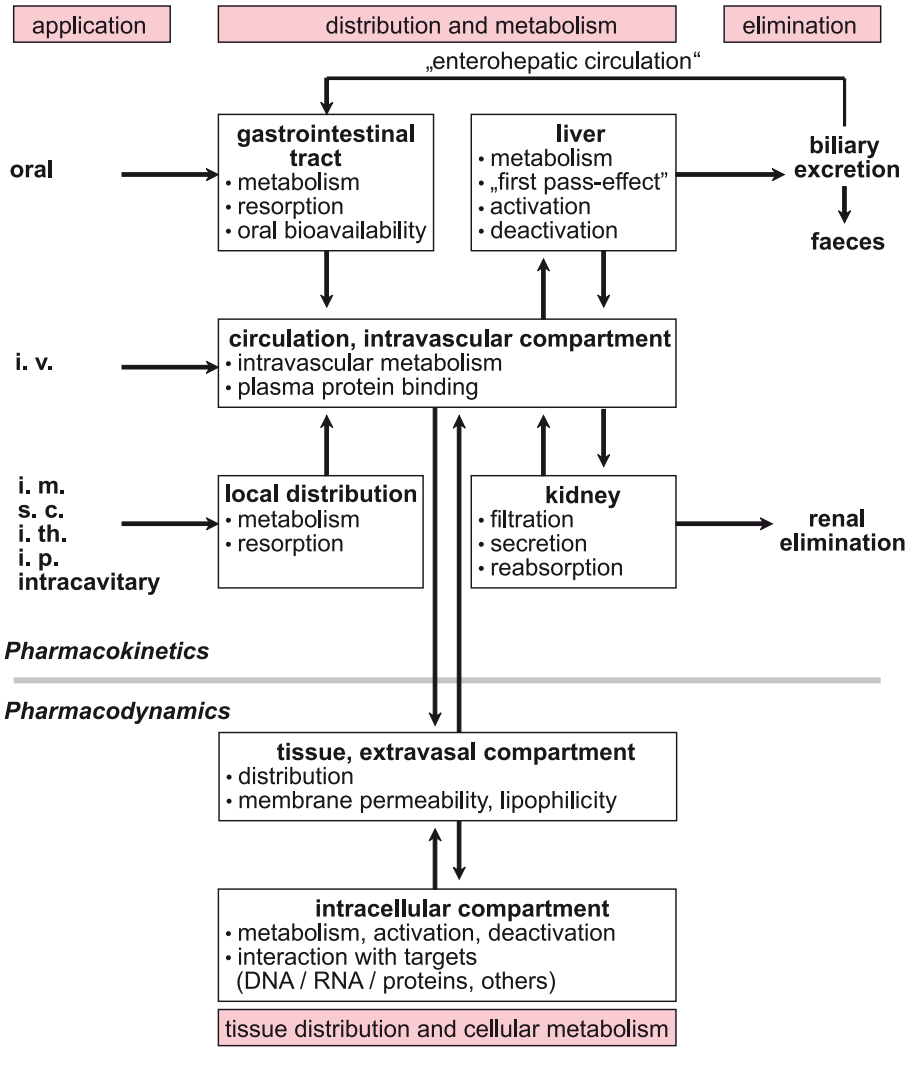 application
distribution and metabolism
elimination
„enterohepatic circulation“
oral
gastrointestinal
tract
• metabolism
• resorption
• oral bioavailability
liver
• metabolism
• „first pass-effect”
• activation
• deactivation
biliary
excretion
faeces
i. v.
circulation, intravascular compartment
• intravascular metabolism
• plasma protein binding
i. m.
s. c.
i. th.
i. p.
intracavitary
local distribution
• metabolism
• resorption
kidney
• filtration
• secretion
• reabsorption
renal
elimination
Pharmacokinetics
Pharmacodynamics
tissue, extravasal compartment
• distribution
• membrane permeability, lipophilicity
intracellular compartment
• metabolism, activation, deactivation
• interaction with targets
(DNA / RNA / proteins, others)
tissue distribution and cellular metabolism